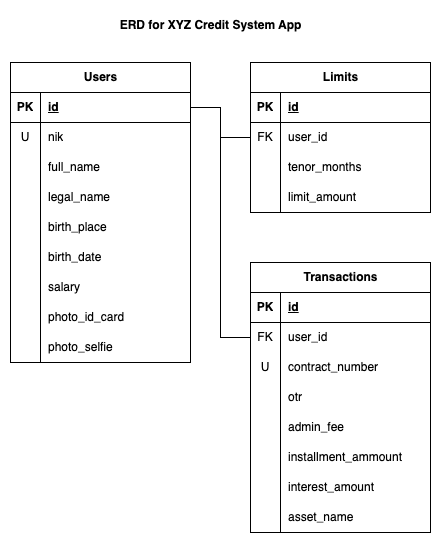 ERD for XYZ Credit System App
Users
PK id
U nik
full_name
legal_name
birth_place
birth_date
salary
photo_id_card
photo_selfie
Limits
PK id
FK user_id
tenor_months
limit_amount
Transactions
PK id
FK user_id
U contract_number
otr
admin_fee
installment_ammount
interest_amount
asset_name